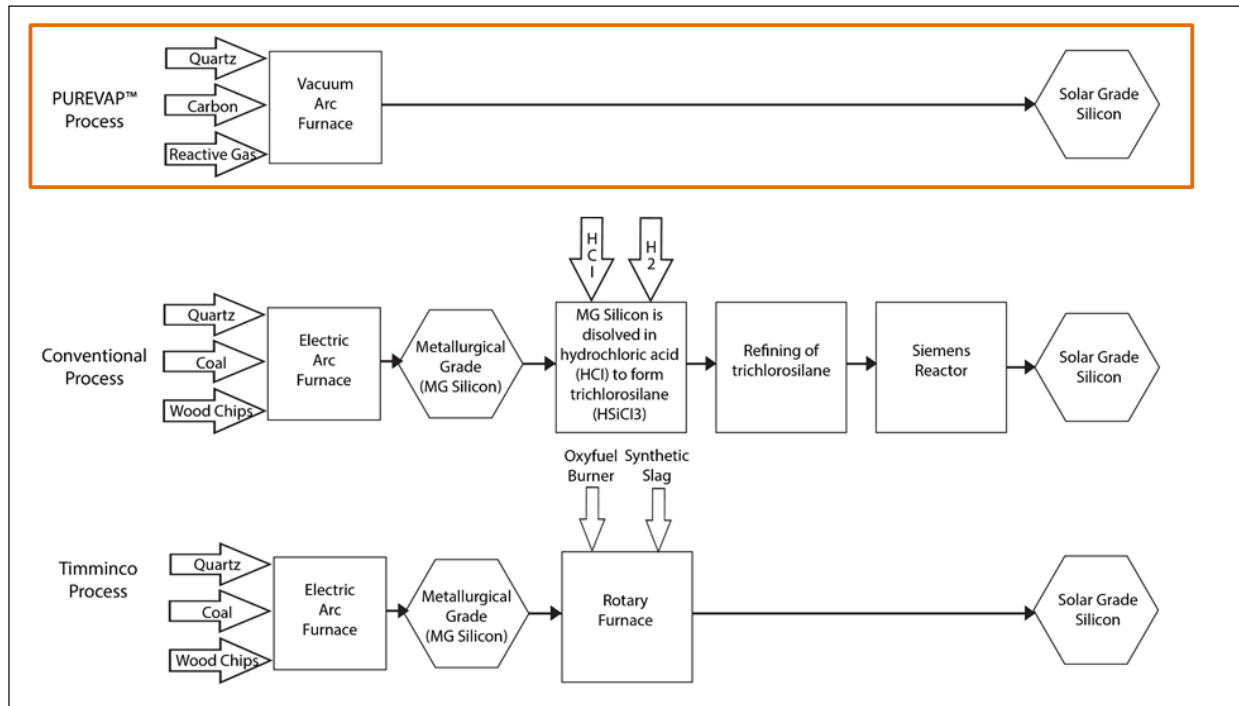 PUREVAP™
Process
Quartz
Carbon
Reactive Gas
Vacuum
Arc
Furnace
Solar Grade
Silicon
Conventional
Process
Quartz
Coal
Wood Chips
Electric
Arc
Furnace
Metallurgical
Grade
(MG Silicon)
H
C
l
H
2
MG Silicon is
disolved in
hydrochloric acid
(HCl) to form
trichlorosilane
(HSiCl3)
Refining of
trichlorosilane
Siemens
Reactor
Solar Grade
Silicon
Timminco
Process
Quartz
Coal
Wood Chips
Electric
Arc
Furnace
Metallurgical
Grade
(MG Silicon)
Oxyfuel
Burner
Synthetic
Slag
Rotary
Furnace
Solar Grade
Silicon